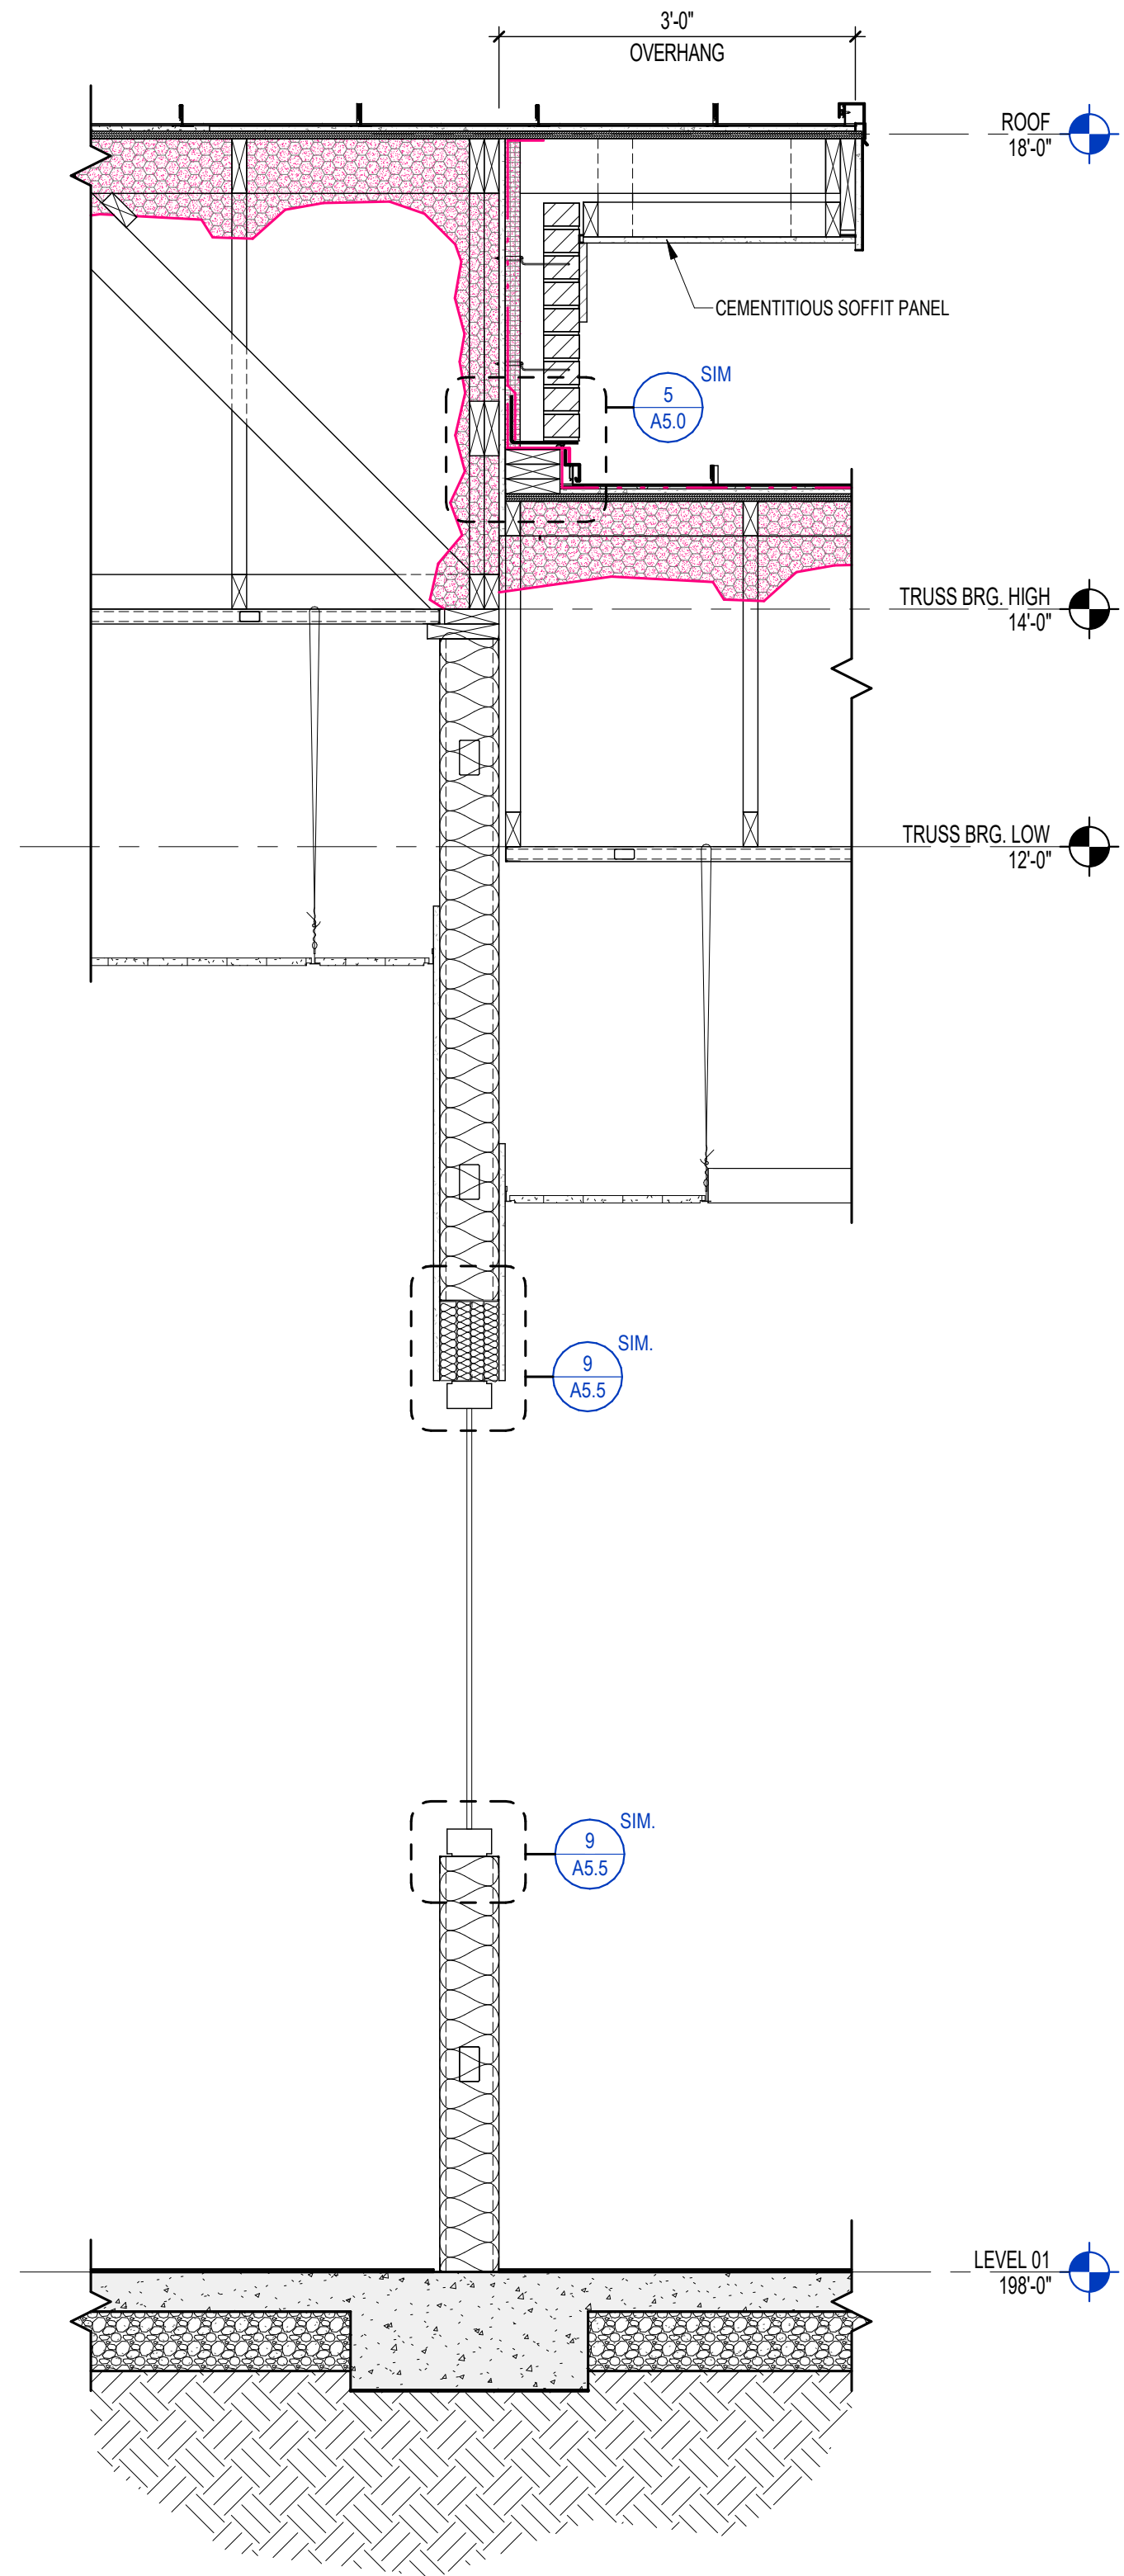 3'-0"
OVERHANG
ROOF
18'-0"
CEMENTITIOUS SOFFIT PANEL
SIM
5
A5.0
TRUSS BRG. HIGH
14'-0"
TRUSS BRG. LOW
12'-0"
SIM.
9
A5.5
SIM.
9
A5.5
LEVEL 01
198'-0"